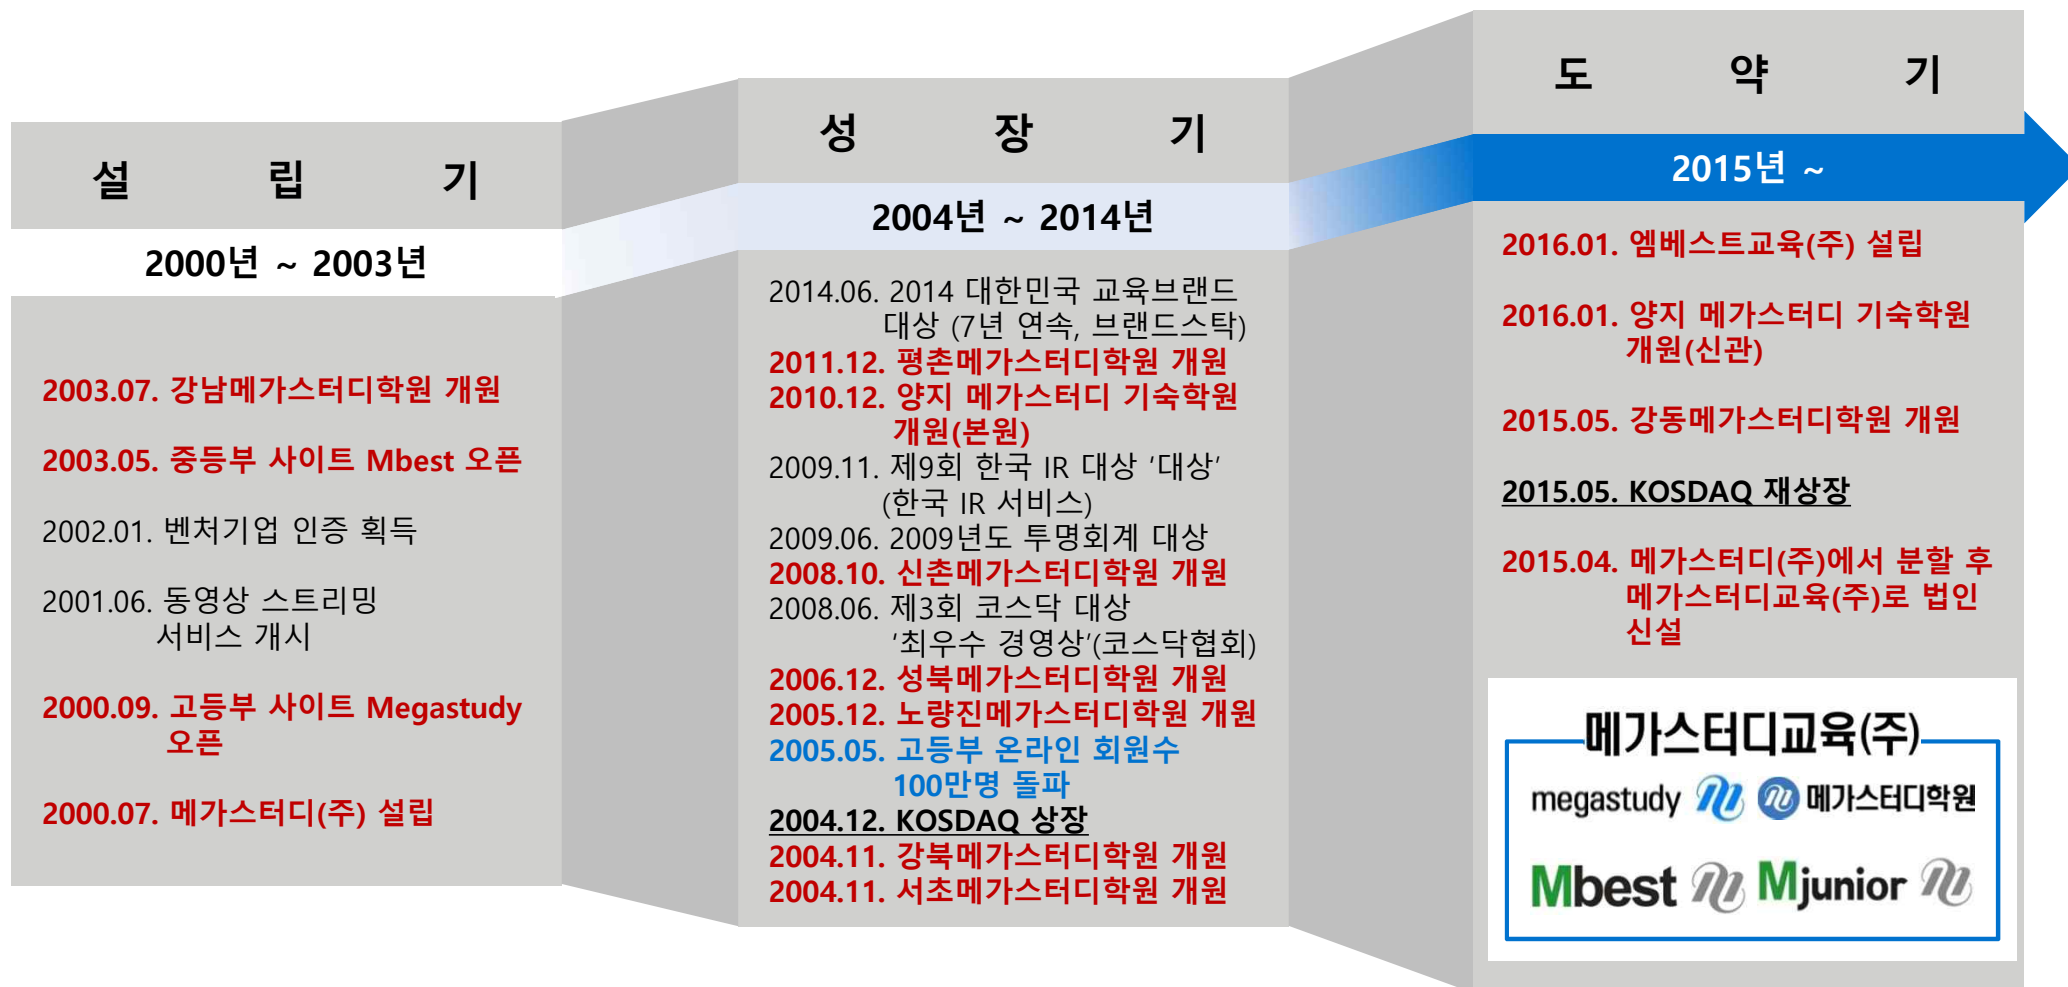 설 립 기
2000년 ~ 2003년
2003.07. 강남메가스터디학원 개원
2003.05. 중등부 사이트 Mbest 오픈
2002.01. 벤처기업 인증 획득
2001.06. 동영상 스트리밍
서비스 개시
2000.09. 고등부 사이트 Megastudy
오픈
2000.07. 메가스터디(주) 설립
성 장 기
2004년 ~ 2014년
2014.06. 2014 대한민국 교육브랜드
대상 (7년 연속, 브랜드스탁)
2011.12. 평촌메가스터디학원 개원
2010.12. 양지 메가스터디 기숙학원
개원(본원)
2009.11. 제9회 한국 IR 대상 ‘대상’
(한국 IR 서비스)
2009.06. 2009년도 투명회계 대상
2008.10. 신촌메가스터디학원 개원
2008.06. 제3회 코스닥 대상
‘최우수 경영상’(코스닥협회)
2006.12. 성북메가스터디학원 개원
2005.12. 노량진메가스터디학원 개원
2005.05. 고등부 온라인 회원수
100만명 돌파
2004.12. KOSDAQ 상장
2004.11. 강북메가스터디학원 개원
2004.11. 서초메가스터디학원 개원
도 약 기
2015년 ~
2016.01. 엠베스트교육(주) 설립
2016.01. 양지 메가스터디 기숙학원
개원(신관)
2015.05. 강동메가스터디학원 개원
2015.05. KOSDAQ 재상장
2015.04. 메가스터디(주)에서 분할 후
메가스터디교육(주)로 법인
신설
메가스터디교육(주)
megastudy 메가스터디학원
Mbest Mjunior